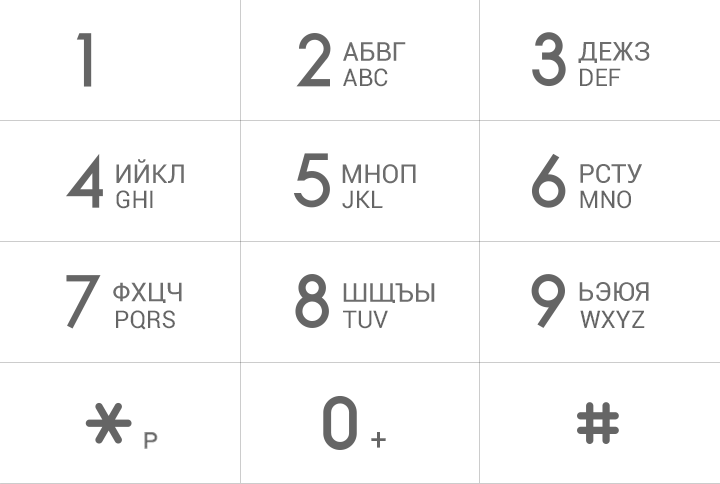 1
2 АБВГ
ABC
3 ДЕЖЗ
DEF
4 ИЙКЛ
GHI
5 МНОП
JKL
6 РСТУ
MNO
7 ФХЦЧ
PQRS
8 ШЩЪЫ
TUV
9 ЬЭЮЯ
WXYZ
* P
0 +
#